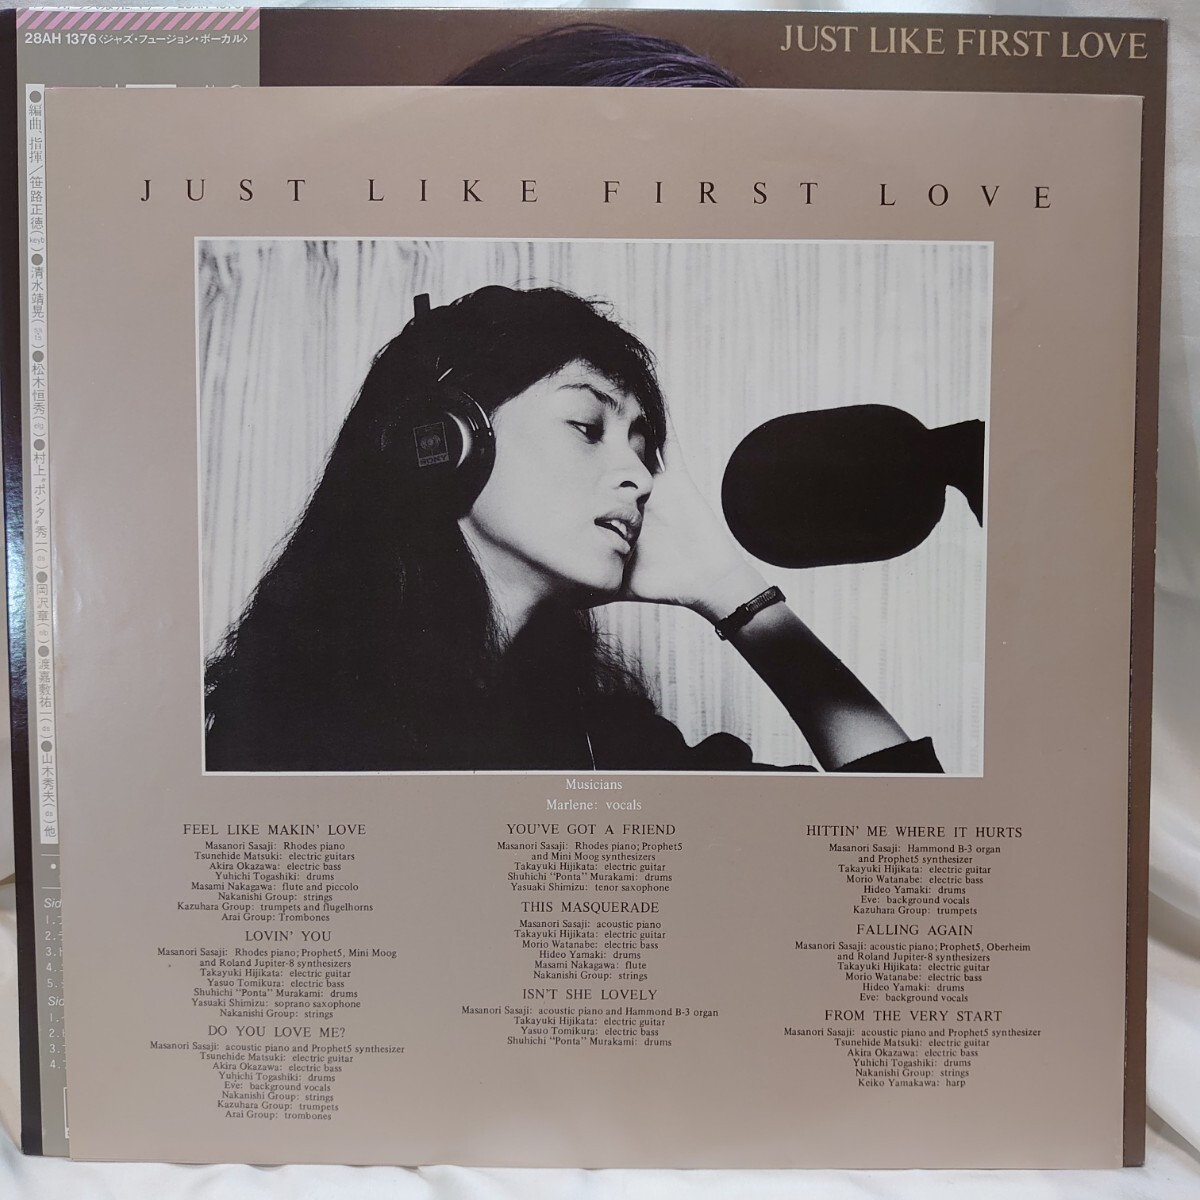 28AH 1376〈ジャズ・フュージョン・ボーカル〉
JUST LIKE FIRST LOVE
●編曲、指揮/笹路正徳(keyb)●清水靖晃
●松木恒秀
●村上"ポンタ"秀一
●岡沢章
●渡嘉敷祐一
●山木秀夫
他
JUST LIKE FIRST LOVE
SONY
Musicians
Marlene: vocals
FEEL LIKE MAKIN' LOVE
Masanori Sasaji: Rhodes piano
Tsunehide Matsuki: electric guitars
Akira Okazawa: electric bass
Yuhichi Togashiki: drums
Masami Nakagawa: flute and piccolo
Nakanishi Group: strings
Kazuhara Group: trumpets and flugelhorns
Arai Group: Trombones
LOVIN' YOU
Masanori Sasaji: Rhodes piano; Prophet5, Mini Moog
and Roland Jupiter-8 synthesizers
Takayuki Hijikata: electric guitar
Yasuo Tomikura: electric bass
Shuhichi "Ponta" Murakami: drums
Yasuaki Shimizu: soprano saxophone
Nakanishi Group: strings
DO YOU LOVE ME?
Masanori Sasaji: acoustic piano and Prophet5 synthesizer
Tsunehide Matsuki: electric guitar
Akira Okazawa: electric bass
Yuhichi Togashiki: drums
Eve: background vocals
Nakanishi Group: strings
Kazuhara Group: trumpets
Arai Group: trombones
YOU'VE GOT A FRIEND
Masanori Sasaji: Rhodes piano; Prophet5
and Mini Moog synthesizers
Takayuki Hijikata: electric guitar
Shuhichi "Ponta" Murakami: drums
Yasuaki Shimizu: tenor saxophone
THIS MASQUERADE
Masanori Sasaji: acoustic piano
Takayuki Hijikata: electric guitar
Morio Watanabe: electric bass
Hideo Yamaki: drums
Masami Nakagawa: flute
Nakanishi Group: strings
ISN'T SHE LOVELY
Masanori Sasaji: acoustic piano and Hammond B-3 organ
Takayuki Hijikata: electric guitar
Yasuo Tomikura: electric bass
Shuhichi "Ponta" Murakami: drums
HITTIN' ME WHERE IT HURTS
Masanori Sasaji: Hammond B-3 organ
and Prophet5 synthesizer
Takayuki Hijikata: electric guitar
Morio Watanabe: electric bass
Hideo Yamaki: drums
Eve: background vocals
Kazuhara Group: trumpets
FALLING AGAIN
Masanori Sasaji: acoustic piano; Prophet5, Oberheim
and Roland Jupiter-8 synthesizers
Takayuki Hijikata: electric guitar
Morio Watanabe: electric bass
Hideo Yamaki: drums
Eve: background vocals
FROM THE VERY START
Masanori Sasaji: acoustic piano and Prophet5 synthesizer
Tsunehide Matsuki: electric guitar
Akira Okazawa: electric bass
Yuhichi Togashiki: drums
Nakanishi Group: strings
Keiko Yamakawa: harp